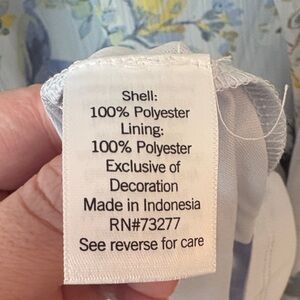 Shell:
100% Polyester
Lining:
100% Polyester
Exclusive of
Decoration
Made in Indonesia
RN#73277
See reverse for care